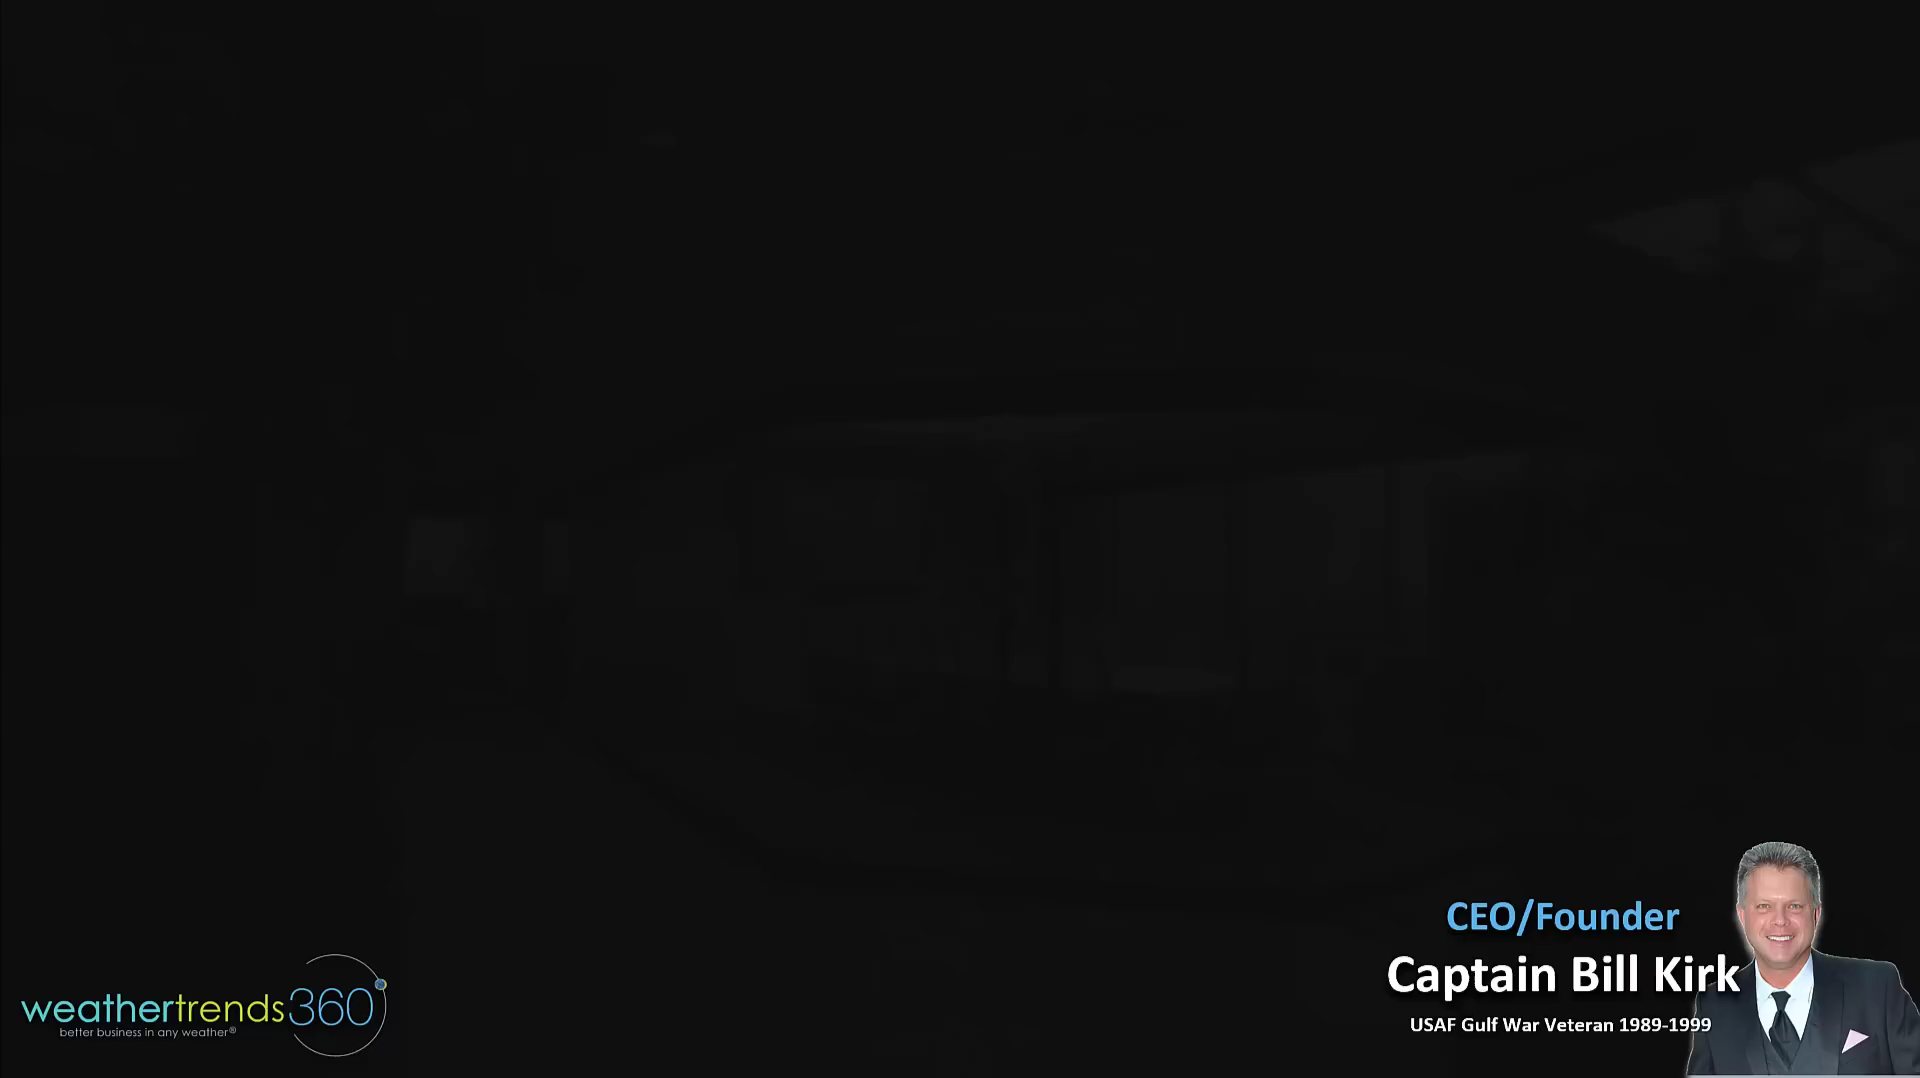 CEO/Founder
Captain Bill Kirk
USAF Gulf War Veteran 1989-1999
weathertrends360
better business in any weather®